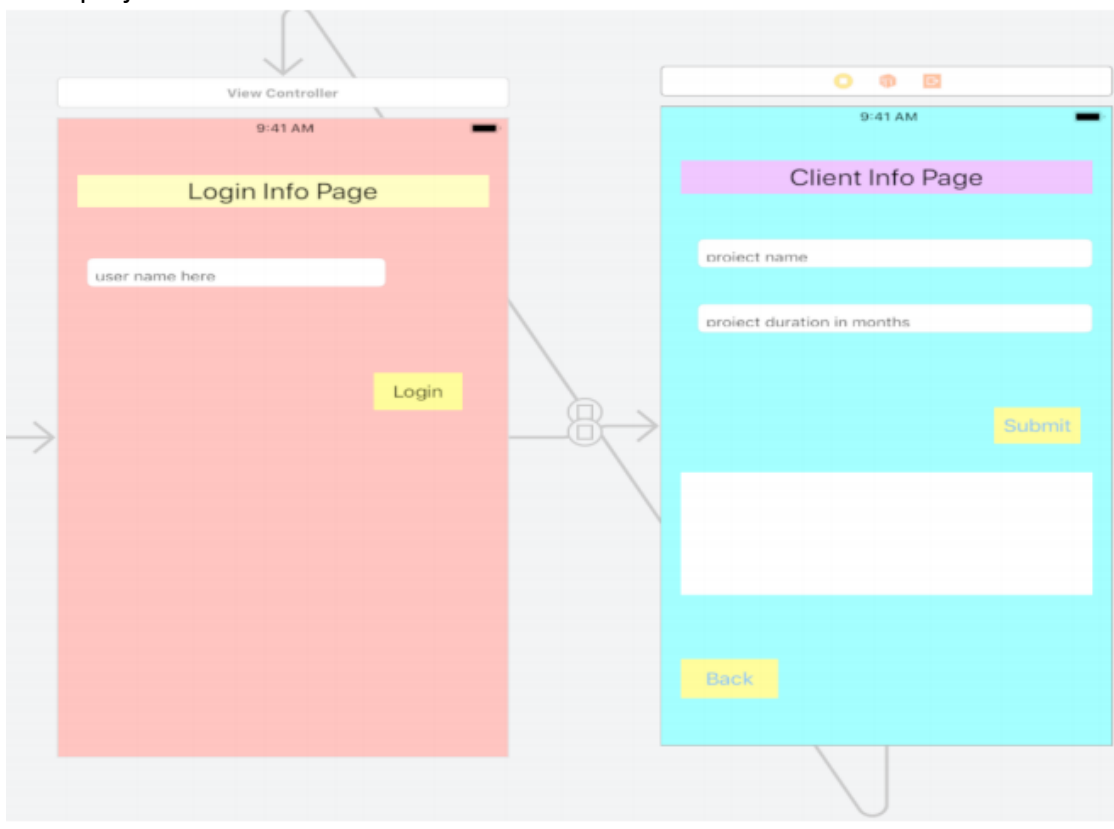 View Controller
9:41 AM
Login Info Page
user name here
Login
9:41 AM
Client Info Page
project name
project duration in months
Submit
Back